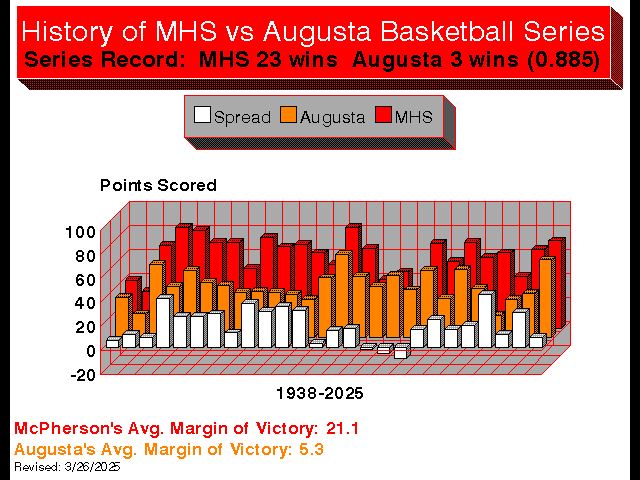 History of MHS vs Augusta Basketball Series
Series Record:  MHS 23 wins  Augusta 3 wins (0.885)
Spread Augusta MHS
Points Scored
100
80
60
40
20
0
-20
1938-2025
McPherson's Avg. Margin of Victory: 21.1
Augusta's Avg. Margin of Victory: 5.3
Revised: 3/26/2025